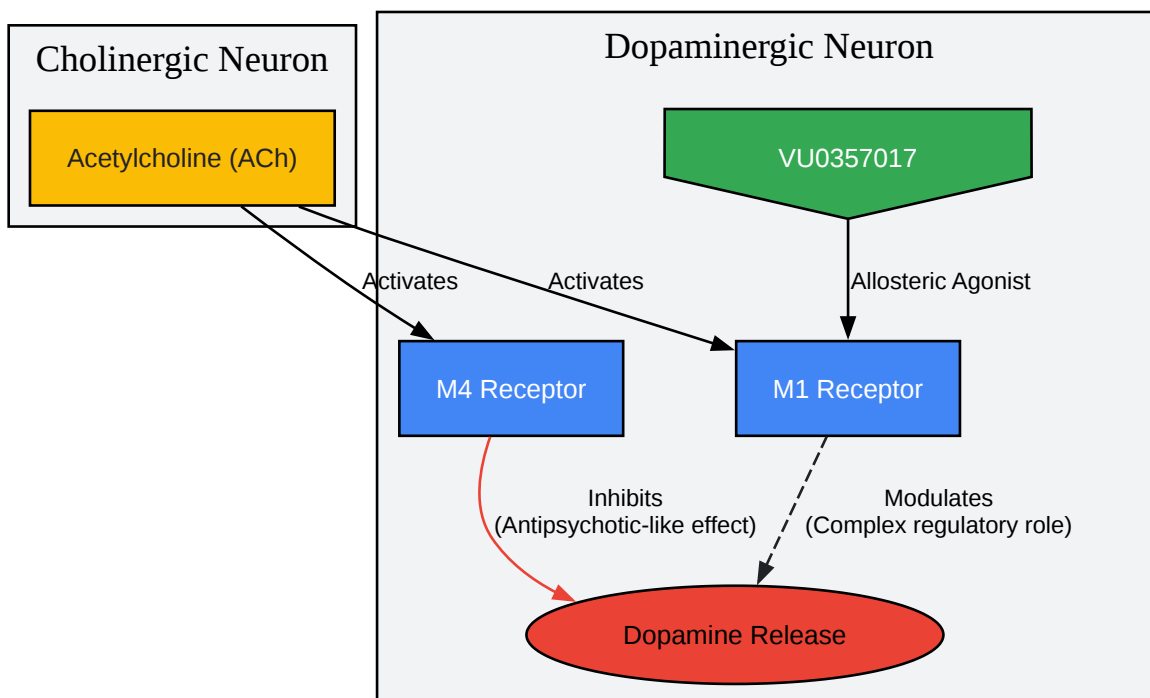 Cholinergic Neuron
Dopaminergic Neuron
Acetylcholine (ACh)
VU0357017
Activates
Activates
Allosteric Agonist
M4 Receptor
M1 Receptor
Inhibits
(Antipsychotic-like effect)
Modulates
(Complex regulatory role)
Dopamine Release